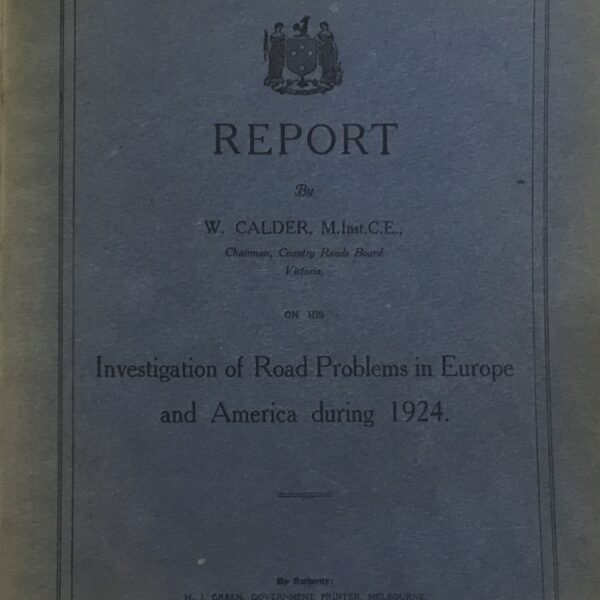 REPORT
By
W. CALDER, M.Inst.C.E.,
Chairman, Country Roads Board,
Victoria,
ON HIS
Investigation of Road Problems in Europe
and America during 1924.
By Authority:
H. J. GREEN, GOVERNMENT PRINTER, MELBOURNE.